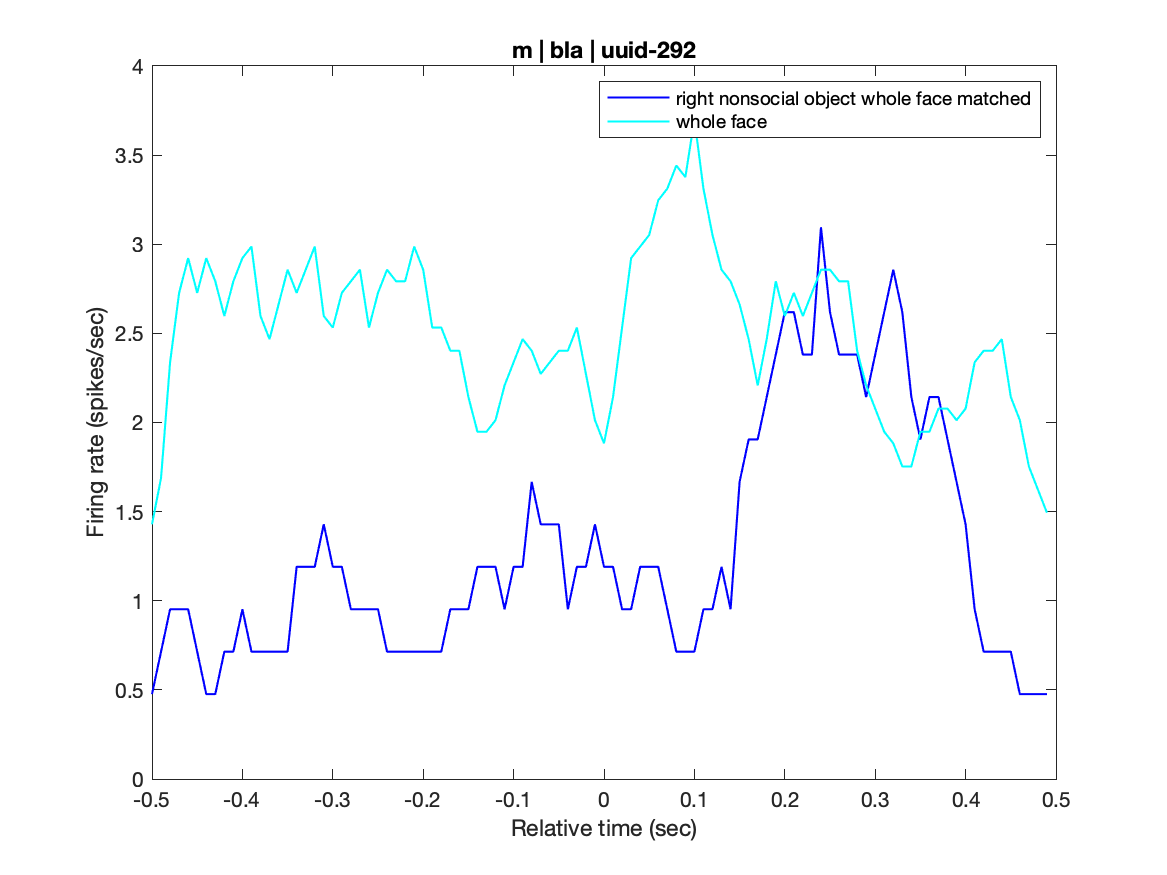 m | bla | uuid-292
4
right nonsocial object whole face matched
whole face
3.5
3
2.5
2
1.5
1
0.5
0
Firing rate (spikes/sec)
-0.5 -0.4 -0.3 -0.2 -0.1 0 0.1 0.2 0.3 0.4 0.5
Relative time (sec)